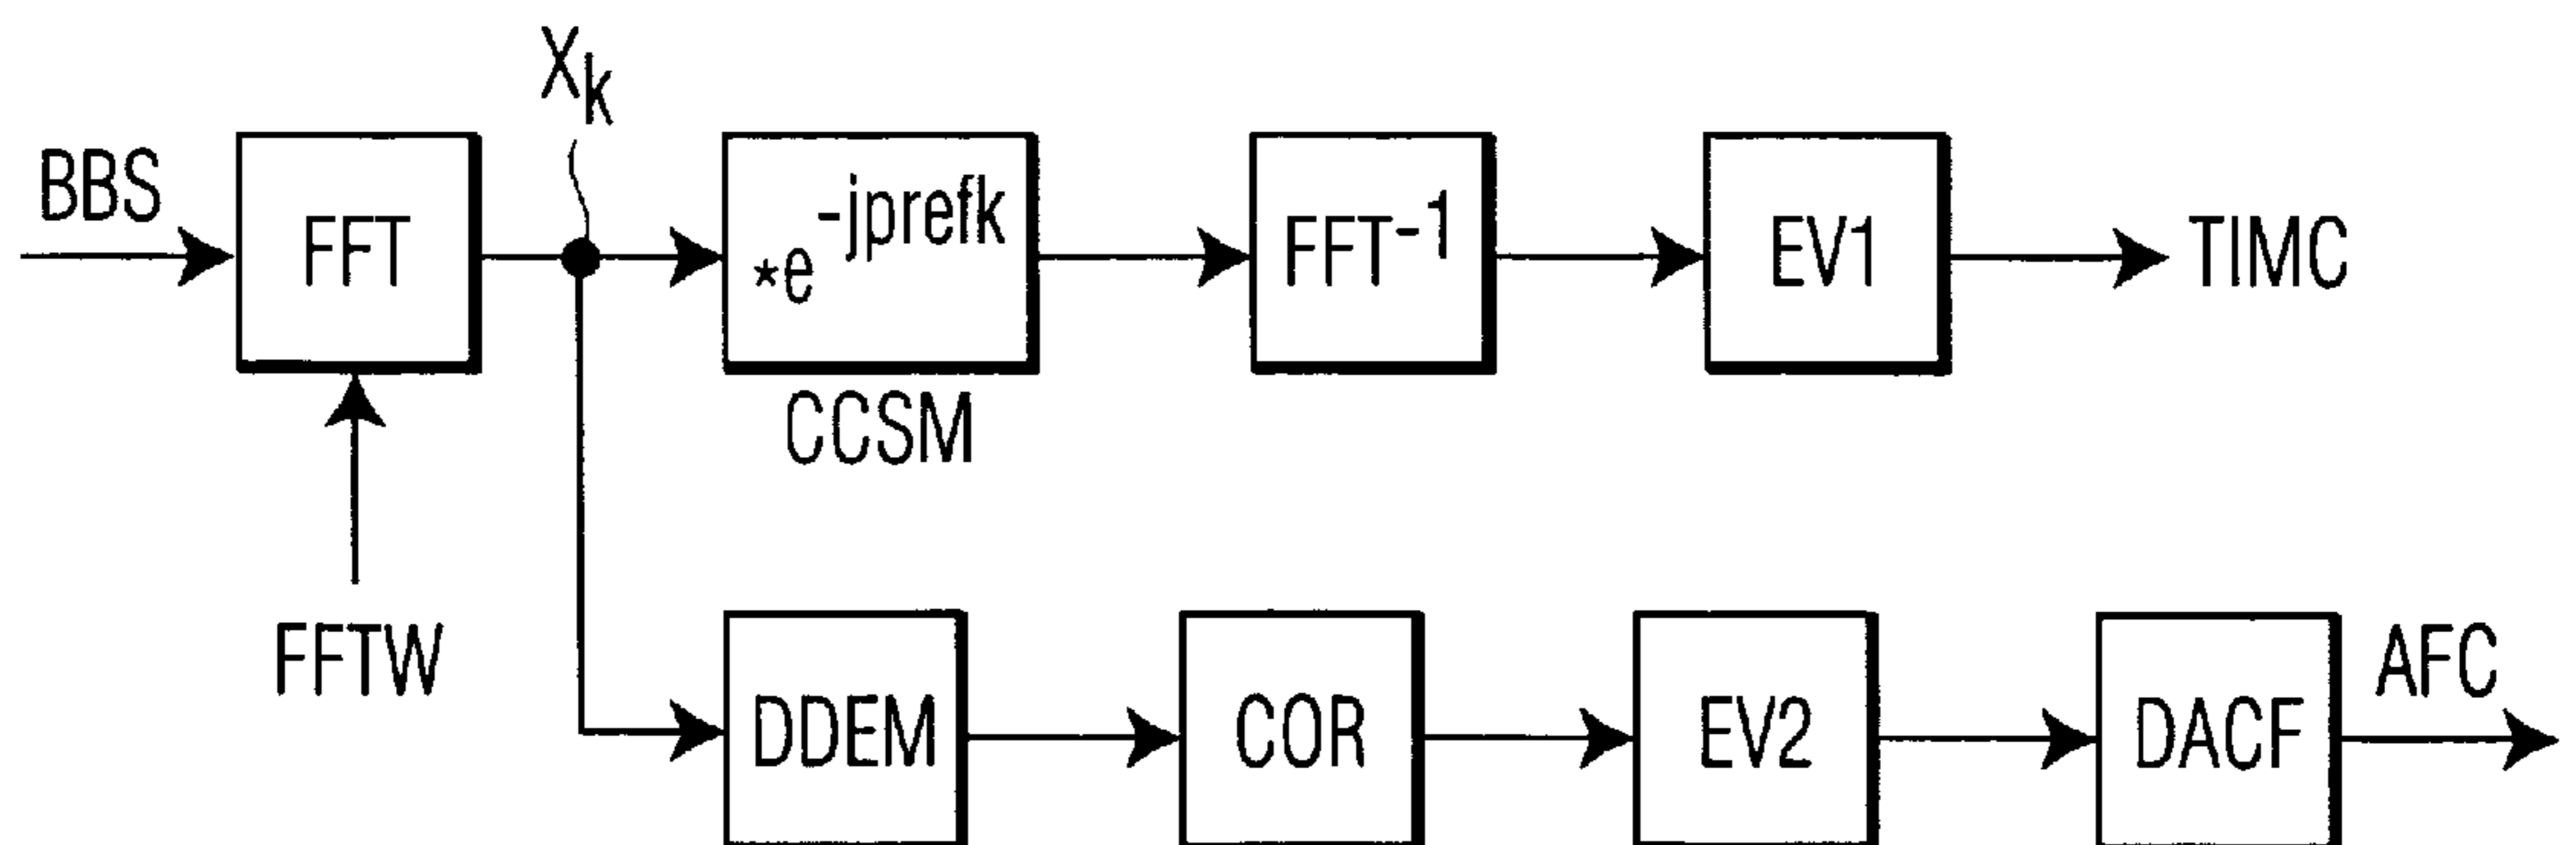 Xk
BBS
FFT
*e^-jprefk
FFT-1
EV1
TIMC
CCSM
FFTW
DDEM
COR
EV2
DACF
AFC